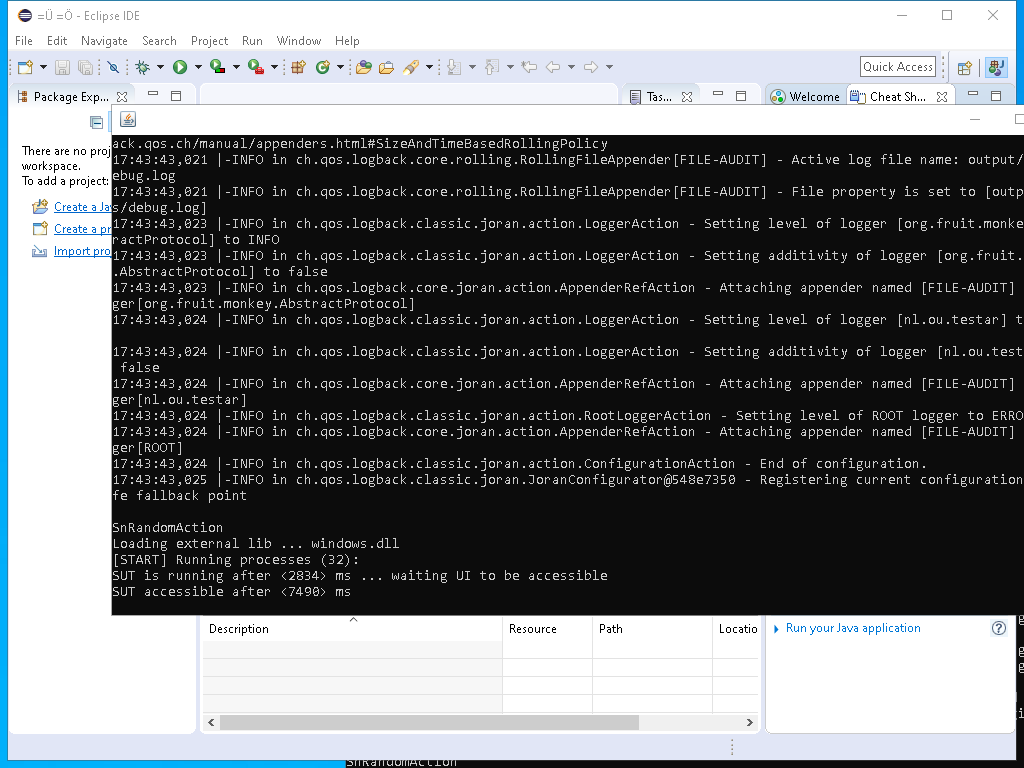 =Ü =Ö - Eclipse IDE
File Edit Navigate Search Project Run Window Help
Quick Access
Package Exp...
Tas...
Welcome
Cheat Sh...
There are no proj
workspace.
To add a project:
Create a Jav
Create a pr
Import pro
ack.qos.ch/manual/appenders.html#SizeAndTimeBasedRollingPolicy
17:43:43,021 |-INFO in ch.qos.logback.core.rolling.RollingFileAppender[FILE-AUDIT] - Active log file name: output/
ebug.log
17:43:43,021 |-INFO in ch.qos.logback.core.rolling.RollingFileAppender[FILE-AUDIT] - File property is set to [outp
s/debug.log]
17:43:43,023 |-INFO in ch.qos.logback.classic.joran.action.LoggerAction - Setting level of logger [org.fruit.monke
ractProtocol] to INFO
17:43:43,023 |-INFO in ch.qos.logback.classic.joran.action.LoggerAction - Setting additivity of logger [org.fruit.
.AbstractProtocol] to false
17:43:43,023 |-INFO in ch.qos.logback.core.joran.action.AppenderRefAction - Attaching appender named [FILE-AUDIT]
ger[org.fruit.monkey.AbstractProtocol]
17:43:43,024 |-INFO in ch.qos.logback.classic.joran.action.LoggerAction - Setting level of logger [nl.ou.testar] t
17:43:43,024 |-INFO in ch.qos.logback.classic.joran.action.LoggerAction - Setting additivity of logger [nl.ou.test
false
17:43:43,024 |-INFO in ch.qos.logback.core.joran.action.AppenderRefAction - Attaching appender named [FILE-AUDIT]
ger[nl.ou.testar]
17:43:43,024 |-INFO in ch.qos.logback.classic.joran.action.RootLoggerAction - Setting level of ROOT logger to ERRO
17:43:43,024 |-INFO in ch.qos.logback.core.joran.action.AppenderRefAction - Attaching appender named [FILE-AUDIT]
ger[ROOT]
17:43:43,024 |-INFO in ch.qos.logback.classic.joran.action.ConfigurationAction - End of configuration.
17:43:43,025 |-INFO in ch.qos.logback.classic.joran.JoranConfigurator@548e7350 - Registering current configuration
fe fallback point
SnRandomAction
Loading external lib ... windows.dll
[START] Running processes (32):
SUT is running after <2834> ms ... waiting UI to be accessible
SUT accessible after <7490> ms
Description Resource Path Locatio
Run your Java application
SnRandomAction